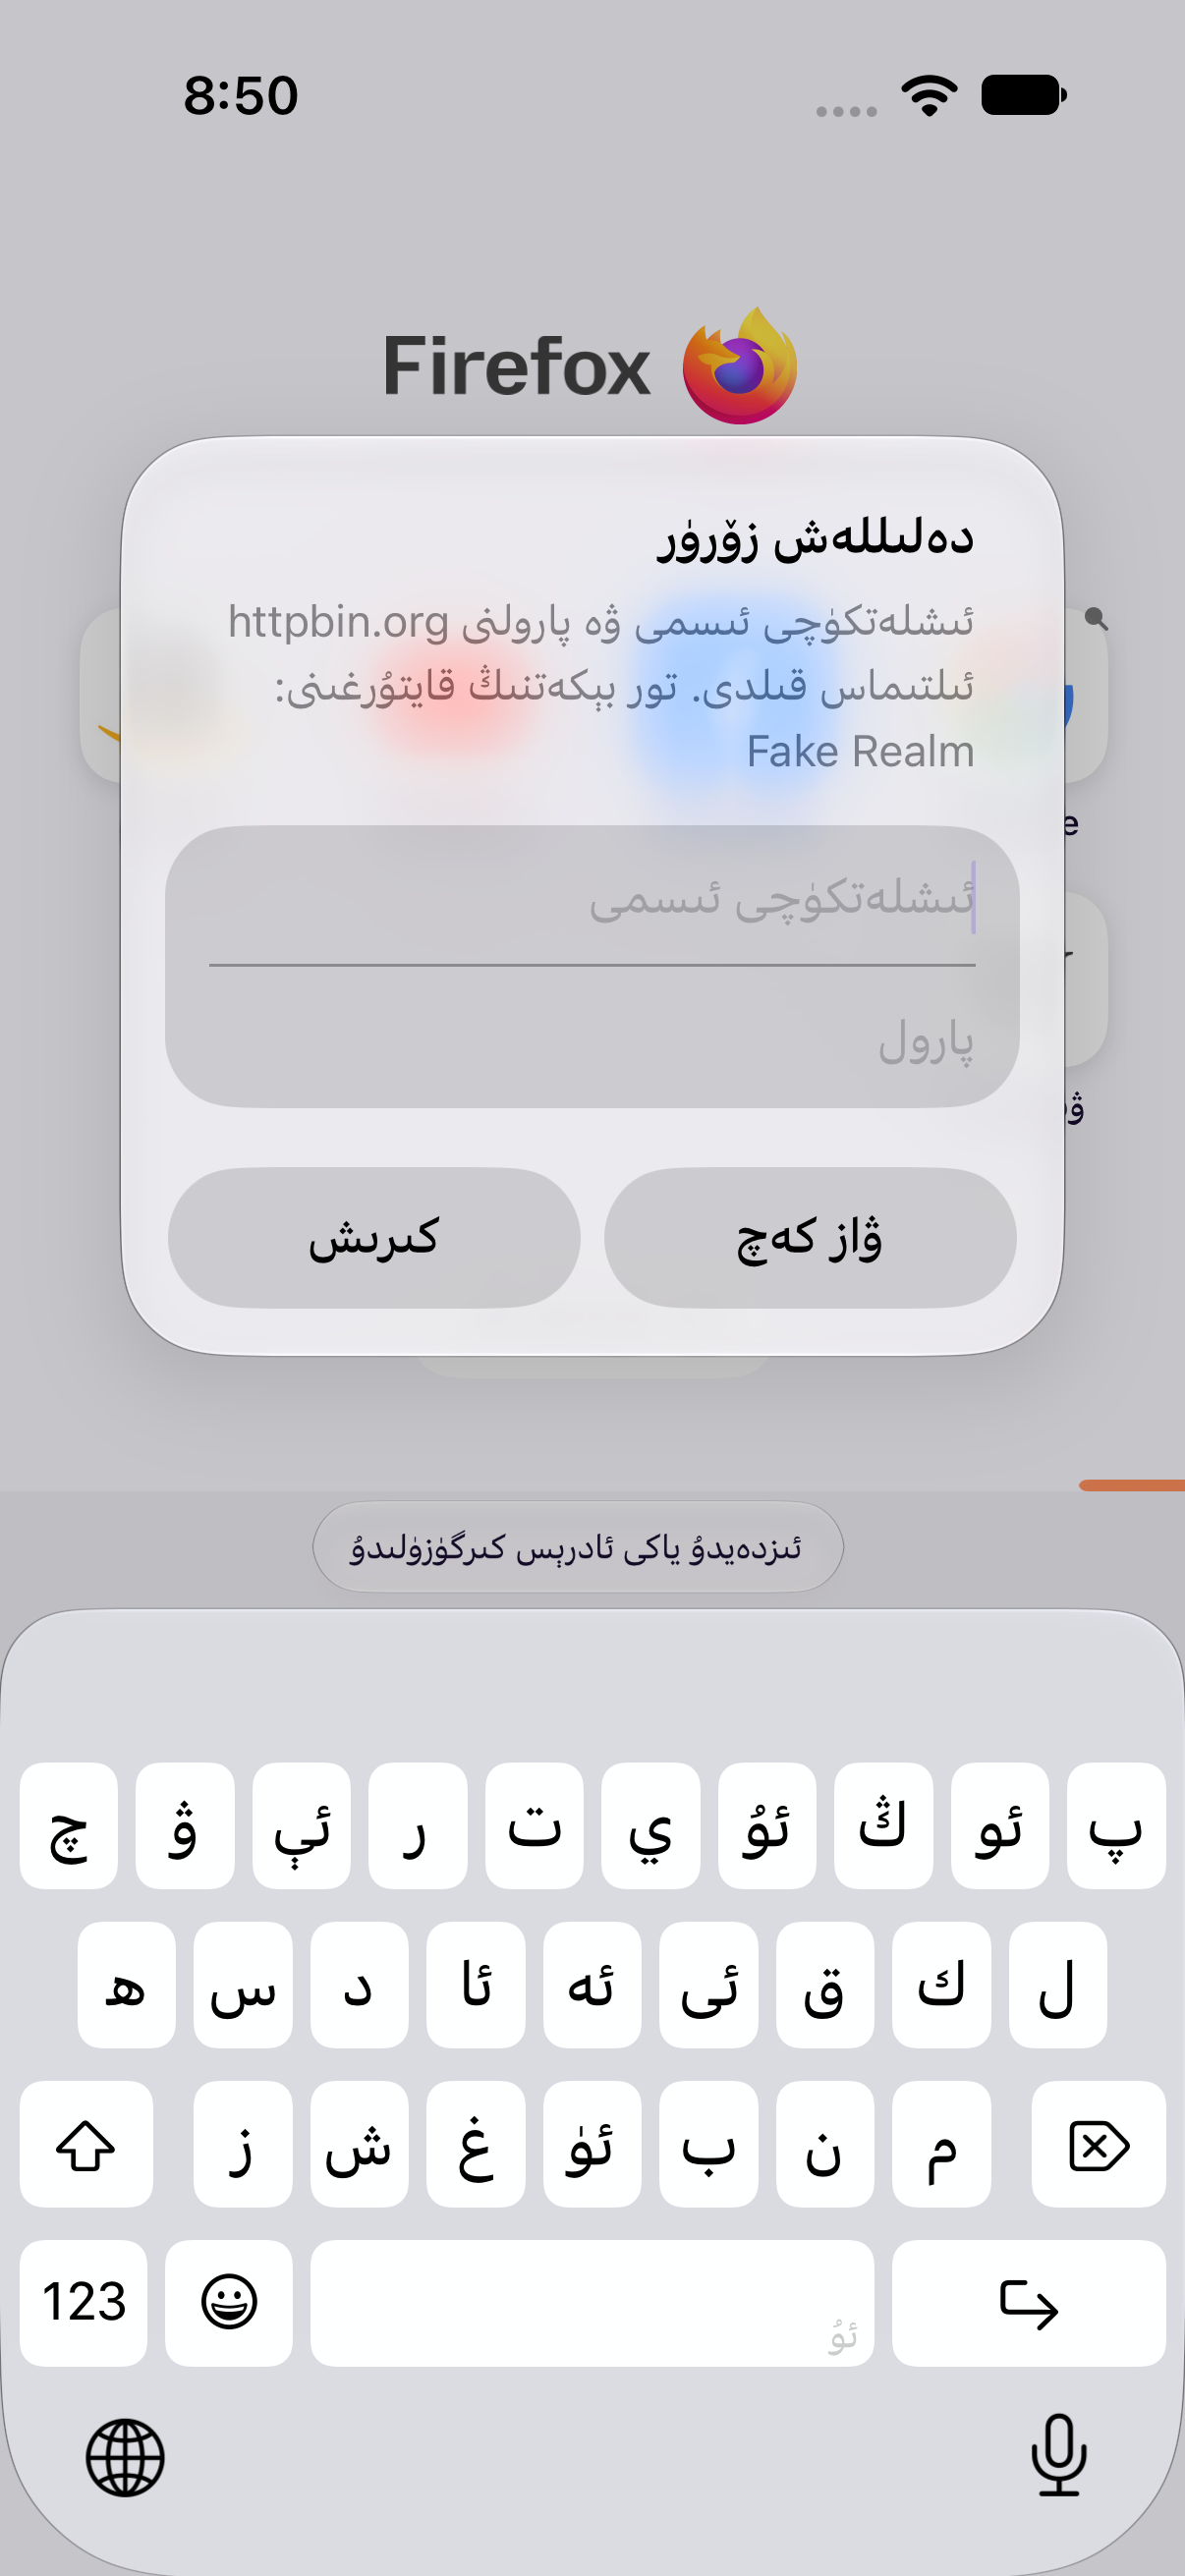 8:50
Firefox
دەلىللەش زۆرۈر
ئىشلەتكۈچى ئىسمى ۋە پارولنى httpbin.org
ئىلتىماس قىلدى. تور بېكەتنىڭ قايتۇرغىنى:
Fake Realm
ئىشلەتكۈچى ئىسمى
پارول
ۋاز كەچ
كىرىش
ئىزدەيدۇ ياكى ئادرېس كىرگۈزۈلىدۇ
چ ۋ ئې ر ت ي ئۇ ڭ ئو پ
ھ س د ئا ئە ئى ق ك ل
ز ش غ ئۈ ب ن م
123
ئۇ